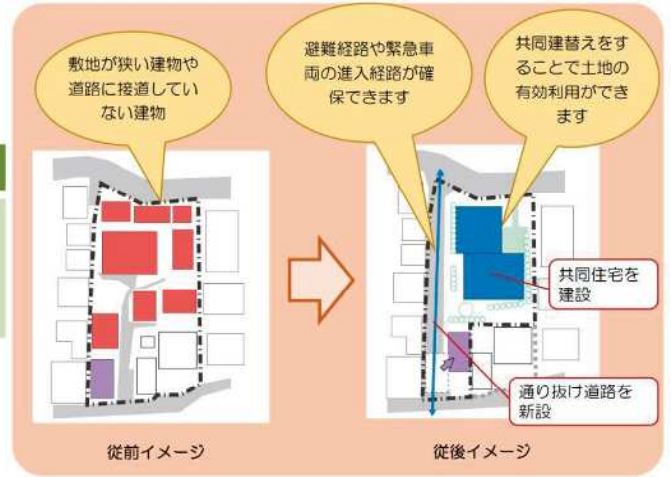 敷地が狭い建物や
道路に接道してい
ない建物
避難経路や緊急車
両の進入経路が確
保できます
共同建替えをす
ることで土地の
有効利用ができ
ます
共同住宅を
建設
通り抜け道路を
新設
従前イメージ
従後イメージ